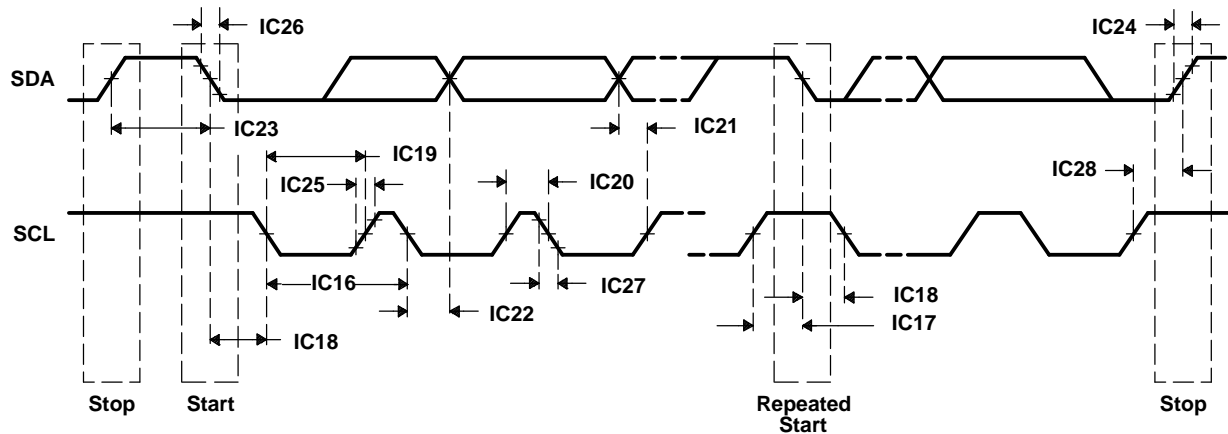 IC26
IC24
SDA
IC23
IC21
IC19
IC25
IC20
IC28
SCL
IC16
IC27
IC22
IC18
IC18
IC17
Stop
Start
Repeated
Start
Stop